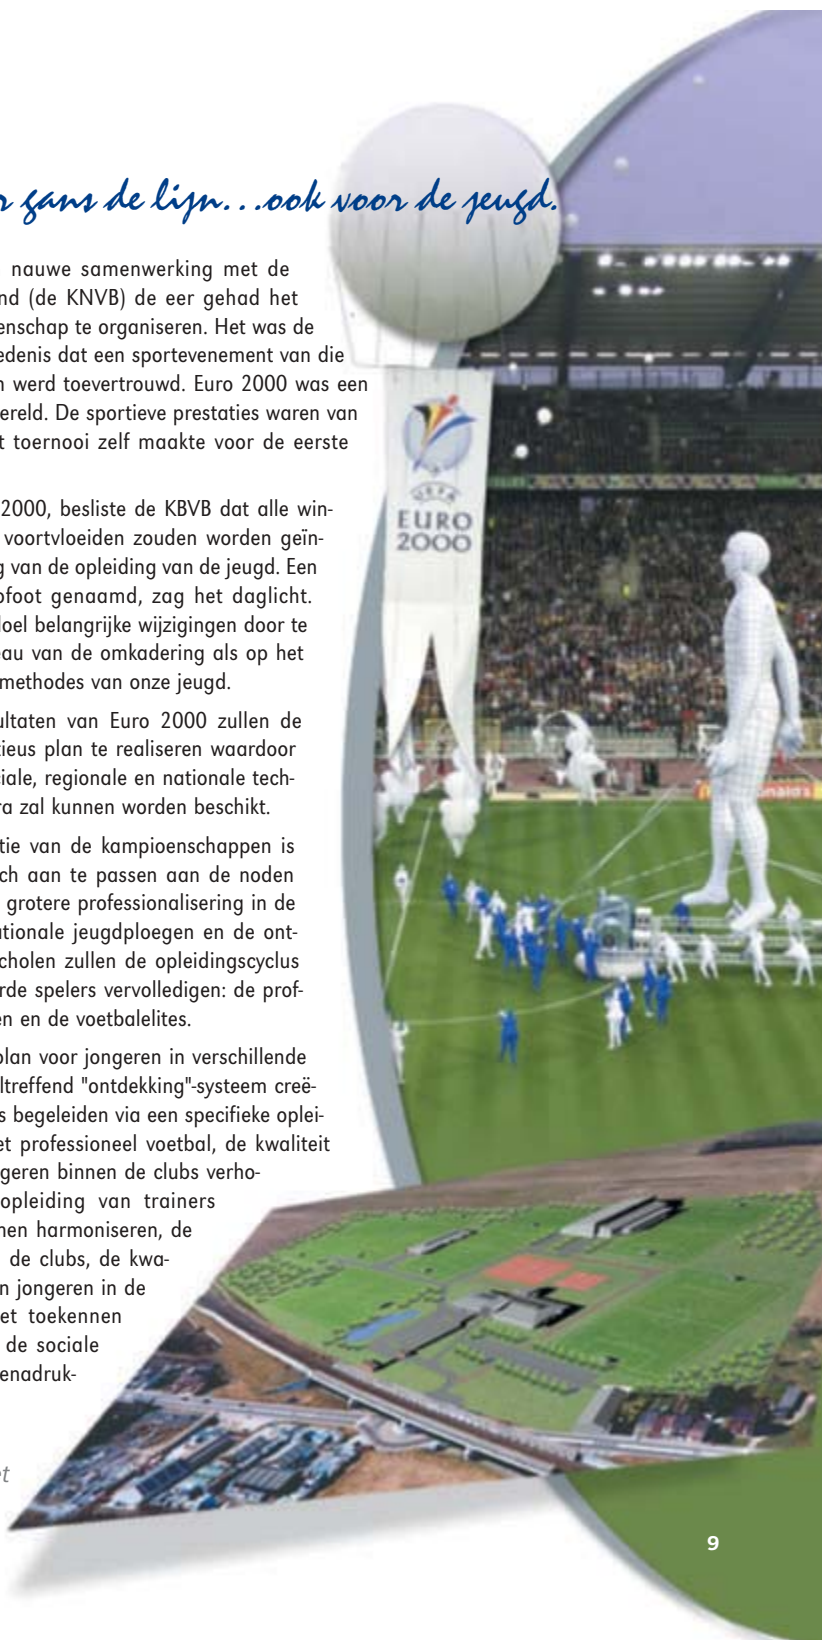 r gans de lijn...ook voor de jeugd.
nauwe samenwerking met de
nd (de KNVB) de eer gehad het
enschap te organiseren. Het was de
edenis dat een sportevenement van die
n werd toevertrouwd. Euro 2000 was een
ereld. De sportieve prestaties waren van
t toernooi zelf maakte voor de eerste
2000, besliste de KBVB dat alle win-
voortvloeiden zouden worden geïn-
g van de opleiding van de jeugd. Een
ofoot genaamd, zag het daglicht.
doel belangrijke wijzigingen door te
eau van de omkadering als op het
methodes van onze jeugd.
ultaten van Euro 2000 zullen de
tieus plan te realiseren waardoor
ciale, regionale en nationale tech-
ra zal kunnen worden beschikt.
tie van de kampioenschappen is
ch aan te passen aan de noden
grotere professionalisering in de
ationale jeugdploegen en de ont-
cholen zullen de opleidingscyclus
rde spelers vervolledigen: de prof-
en en de voetbalelites.
plan voor jongeren in verschillende
ltreffend "ontdekking"-systeem creë-
s begeleiden via een specifieke oplei-
et professioneel voetbal, de kwaliteit
geren binnen de clubs verho-
opleiding van trainers
nen harmoniseren, de
de clubs, de kwa-
n jongeren in de
et toekennen
de sociale
enadruk-
t
UEFA
EURO
2000
McDonald's
9